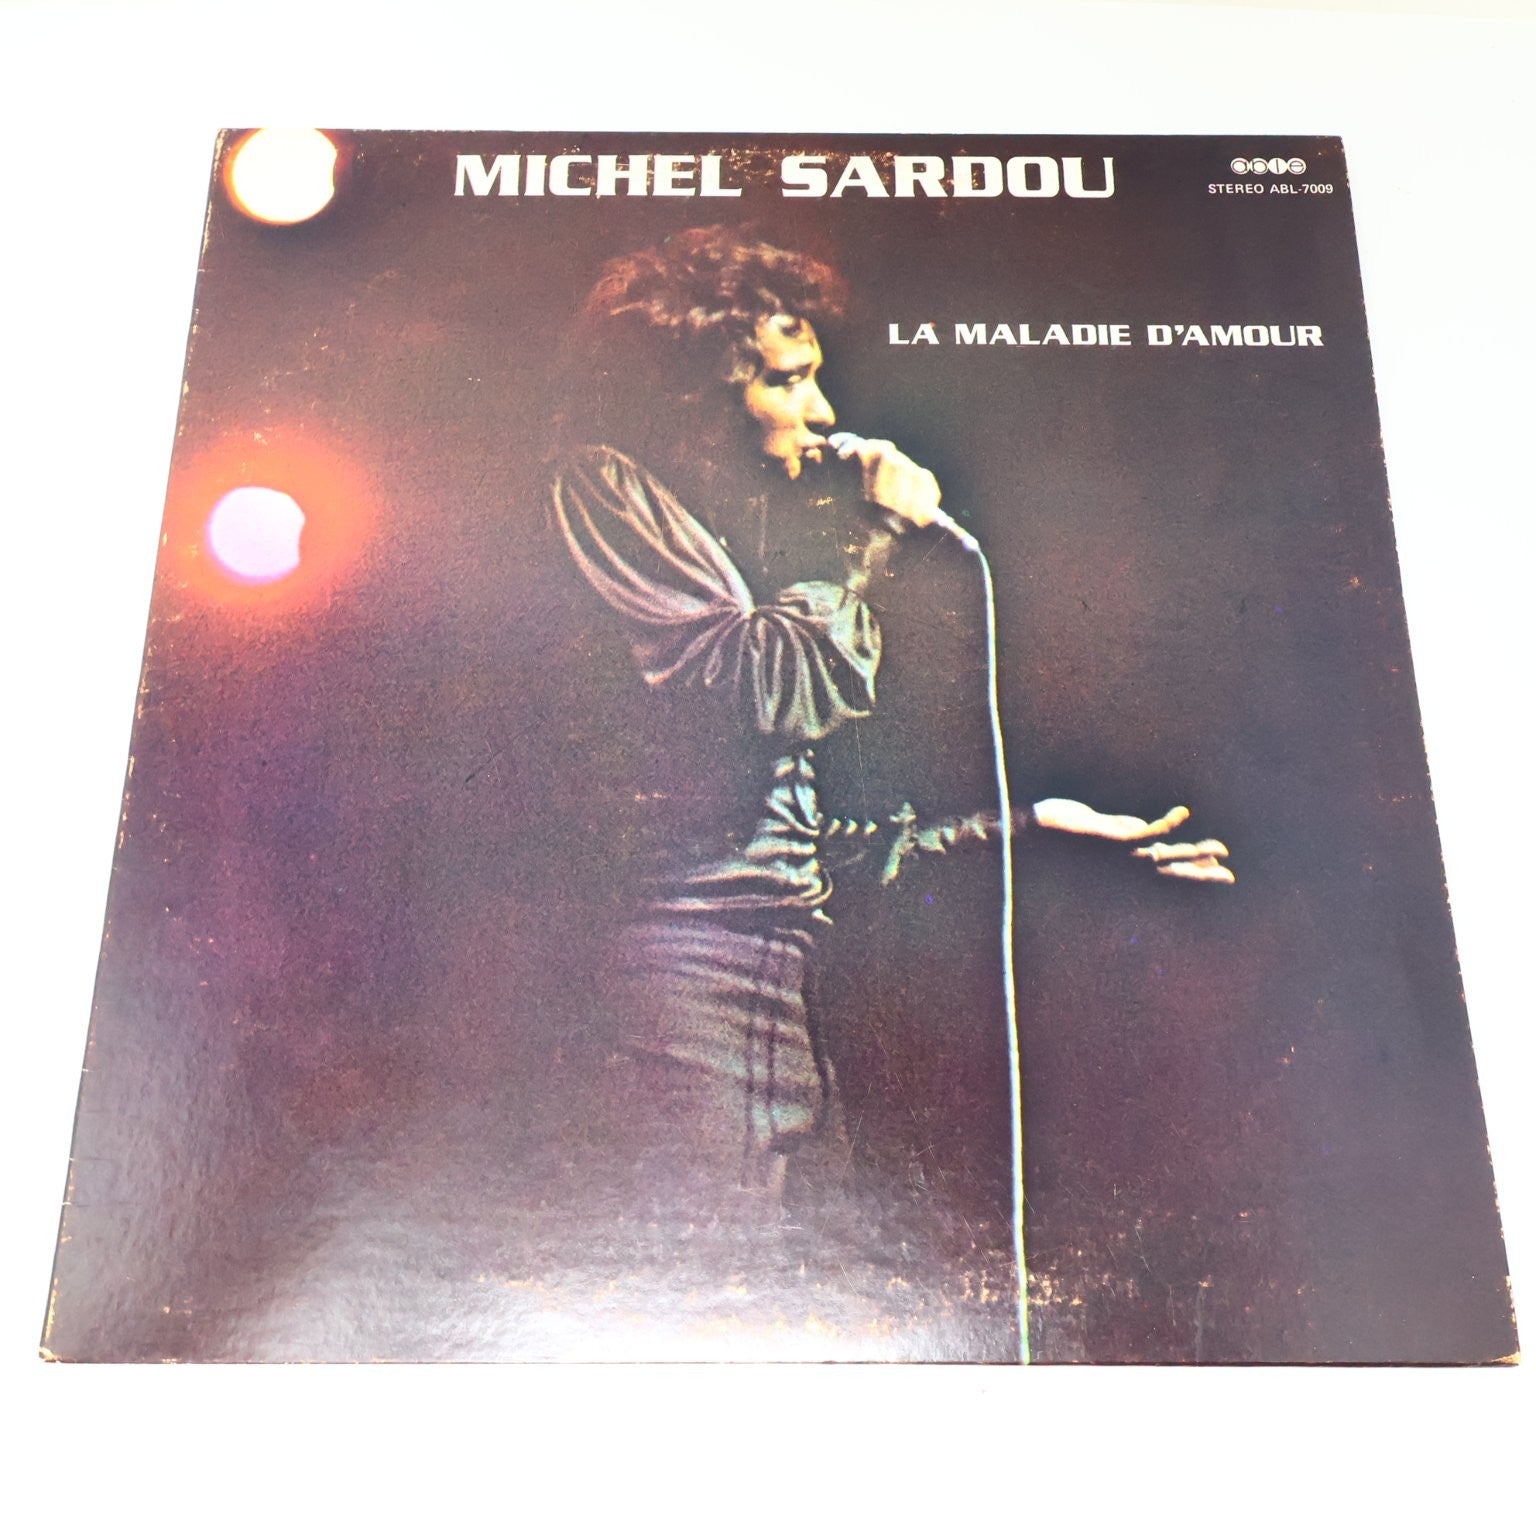 MICHEL SARDOU
STEREO ABL-7009
LA MALADIE D'AMOUR